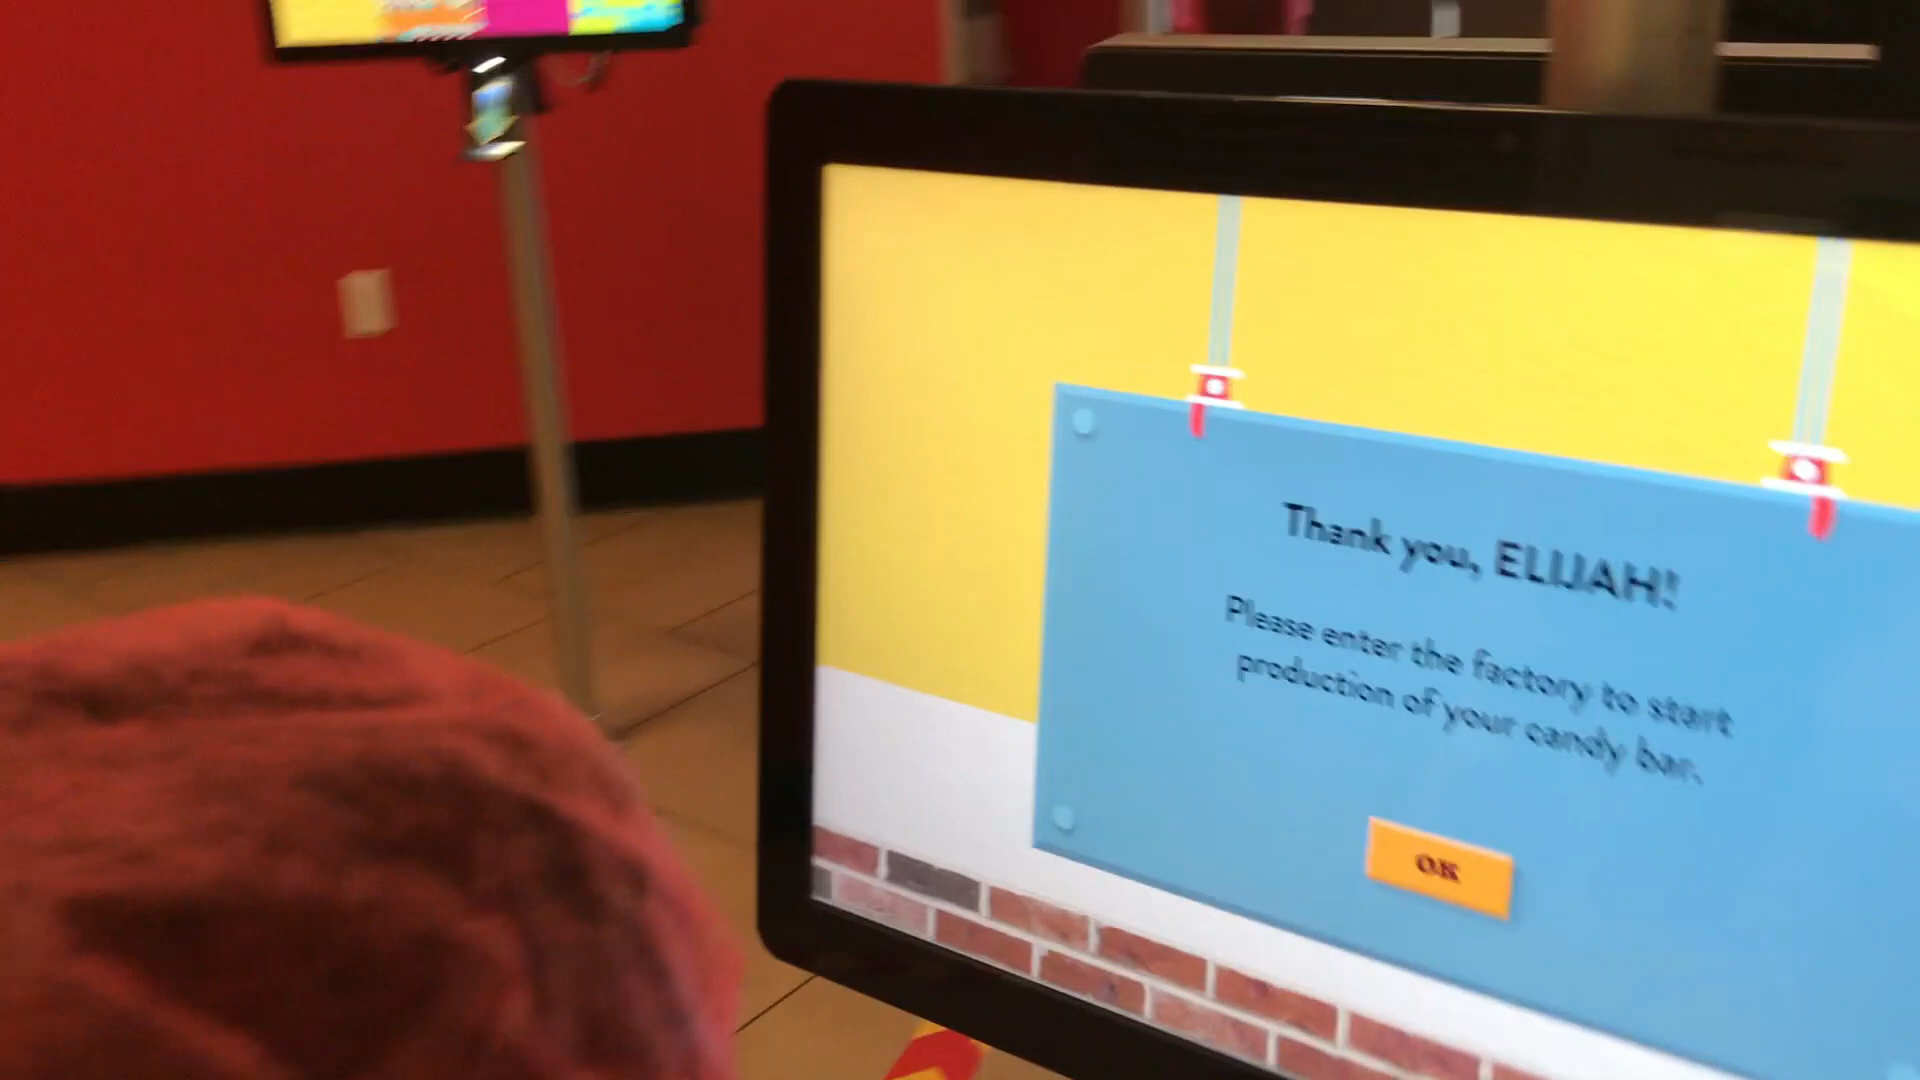 Thank you, ELIJAH!
Please enter the factory to start
production of your candy bar.
OK